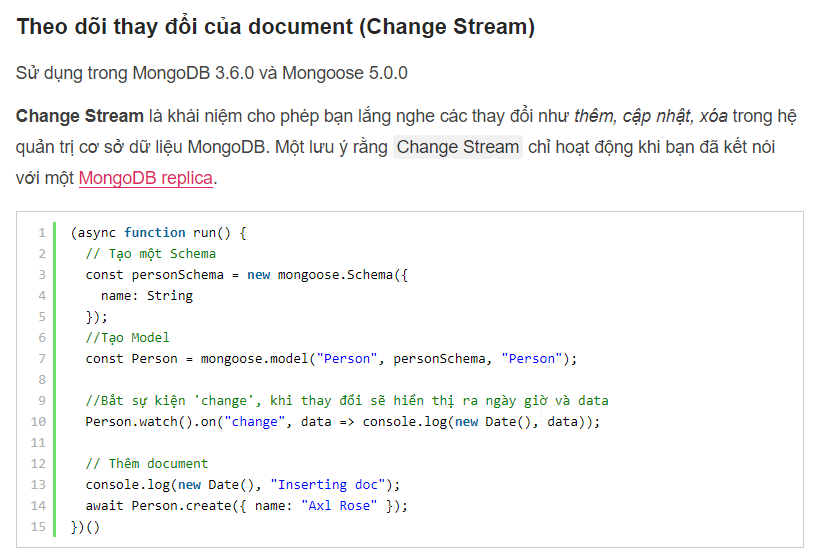 Theo dõi thay đổi của document (Change Stream)
Sử dụng trong MongoDB 3.6.0 và Mongoose 5.0.0
Change Stream là khái niệm cho phép bạn lắng nghe các thay đổi như thêm, cập nhật, xóa trong hệ
quản trị cơ sở dữ liệu MongoDB. Một lưu ý rằng Change Stream chỉ hoạt động khi bạn đã kết nối
với một MongoDB replica.
1 (async function run() {
2 // Tạo một Schema
3 const personSchema = new mongoose.Schema({
4 name: String
5 });
6 //Tạo Model
7 const Person = mongoose.model("Person", personSchema, "Person");
8
9 //Bắt sự kiện 'change', khi thay đổi sẽ hiển thị ra ngày giờ và data
10 Person.watch().on("change", data => console.log(new Date(), data));
11
12 // Thêm document
13 console.log(new Date(), "Inserting doc");
14 await Person.create({ name: "Axl Rose" });
15 })()